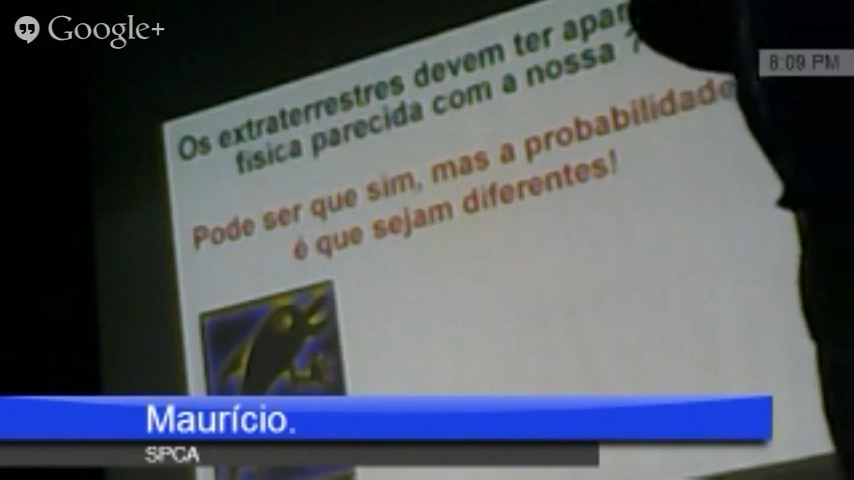 Google+
8:09 PM
Os extraterrestres devem ter
física parecida com a nossa ?
Pode ser que sim, mas a probabilidade
é que sejam diferentes!
Maurício.
SPCA